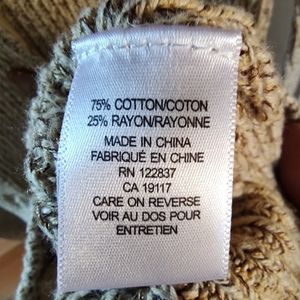 75% COTTON/COTON
25% RAYON/RAYONNE
MADE IN CHINA
FABRIQUÉ EN CHINE
RN 122837
CA 19117
CARE ON REVERSE
VOIR AU DOS POUR
ENTRETIEN